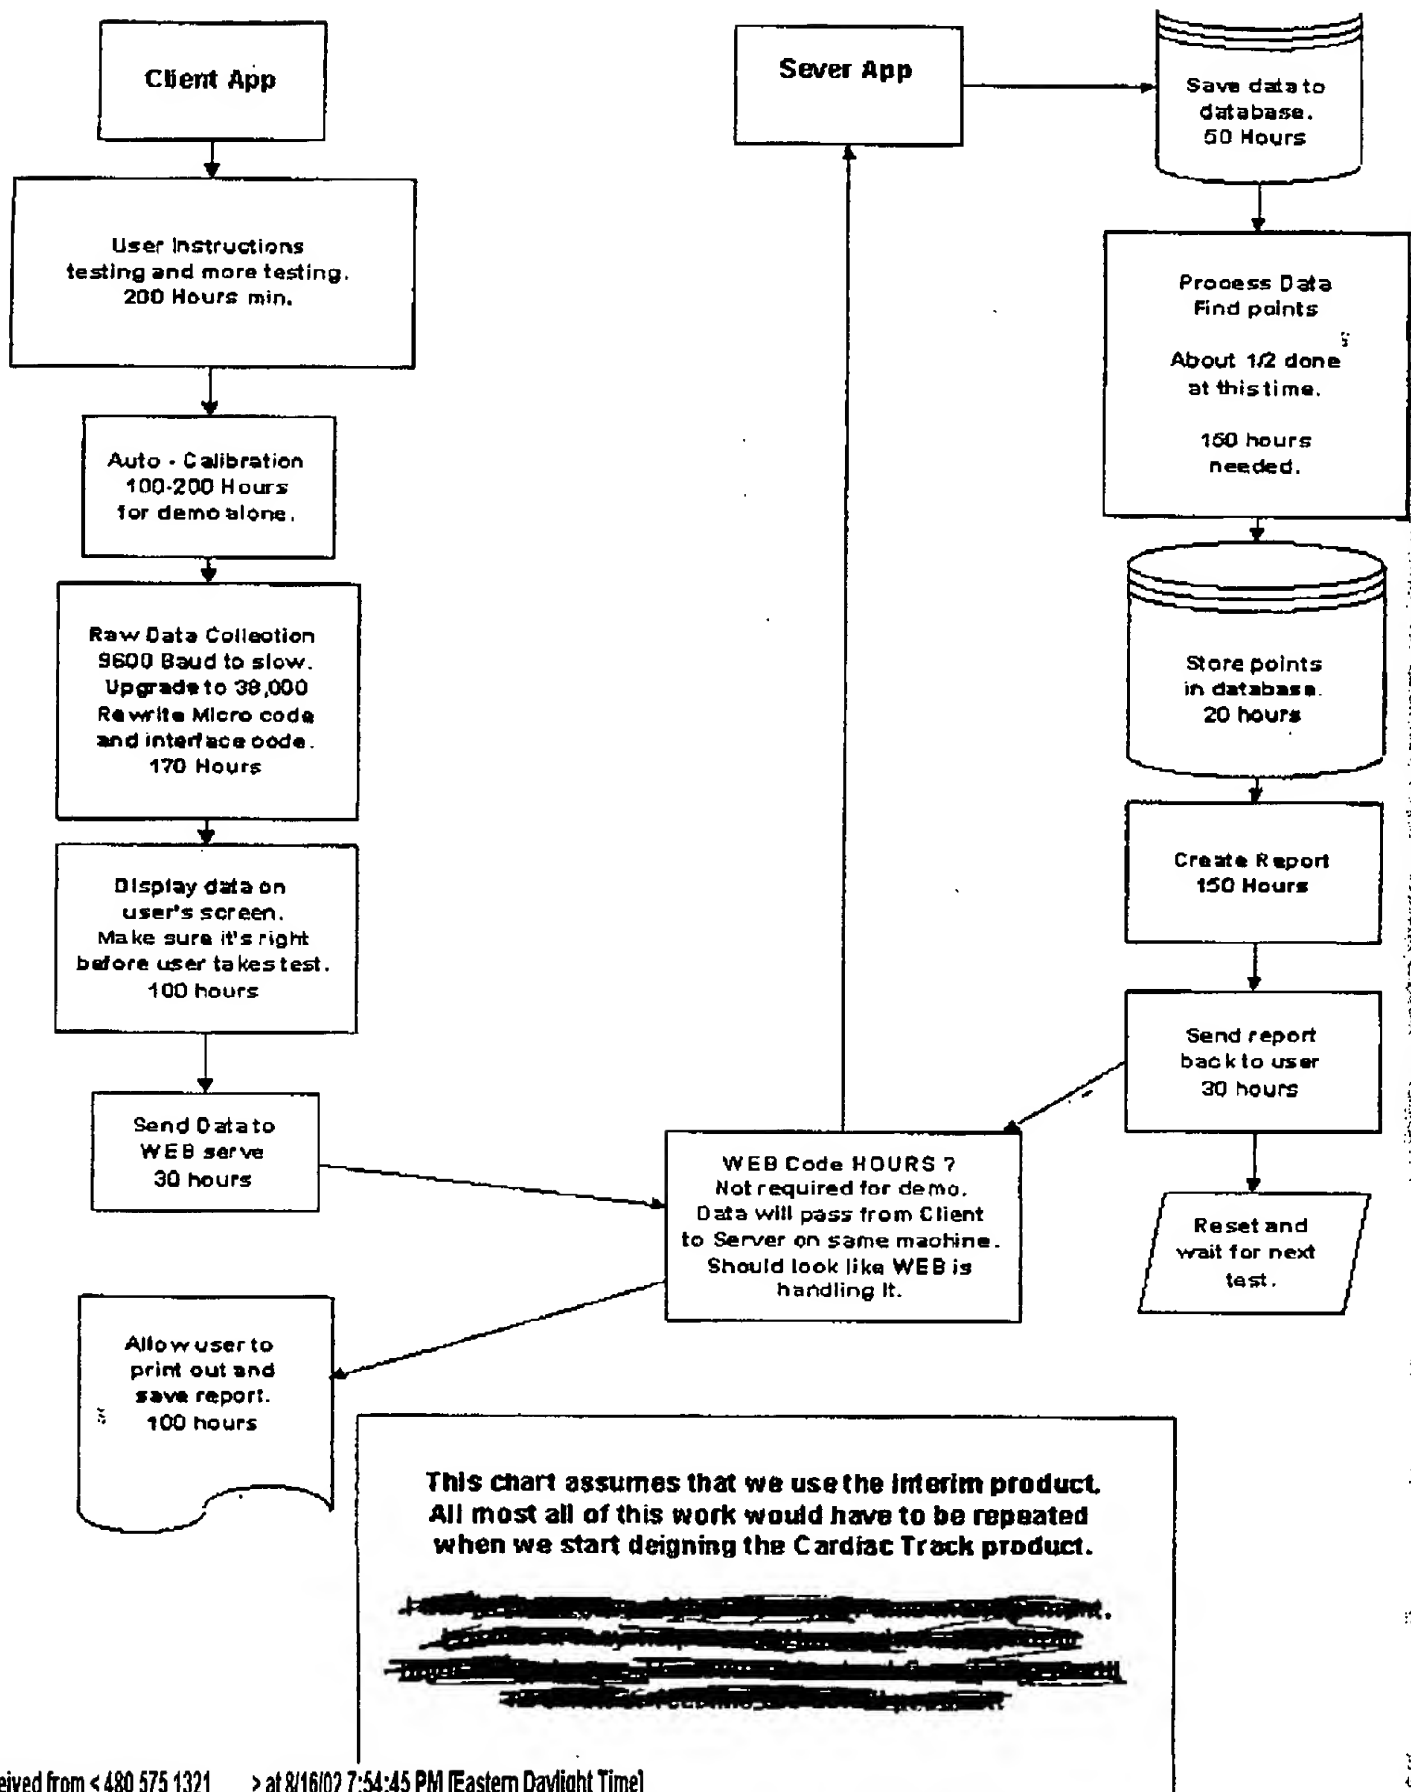 Client App
User Instructions
testing and more testing.
200 Hours min.
Auto - Calibration
100-200 Hours
for demo alone.
Raw Data Collection
9600 Baud to slow.
Upgrade to 38,000
Rewrite Micro code
and interface code.
170 Hours
Display data on
user's screen.
Make sure it's right
before user takes test.
100 hours
Send Data to
WEB serve
30 hours
Allow user to
print out and
save report.
100 hours
WEB Code HOURS ?
Not required for demo.
Data will pass from Client
to Server on same machine.
Should look like WEB is
handling It.
Sever App
Save data to
database.
50 Hours
Process Data
Find points
About 1/2 done
at this time.
150 hours
needed.
Store points
in database.
20 hours
Create Report
150 Hours
Send report
back to user
30 hours
Reset and
wait for next
test.
This chart assumes that we use the interim product.
All most all of this work would have to be repeated
when we start deigning the Cardiac Track product.
eived from < 480 575 1321 > at 8/16/02 7:54:45 PM [Eastern Daylight Time]